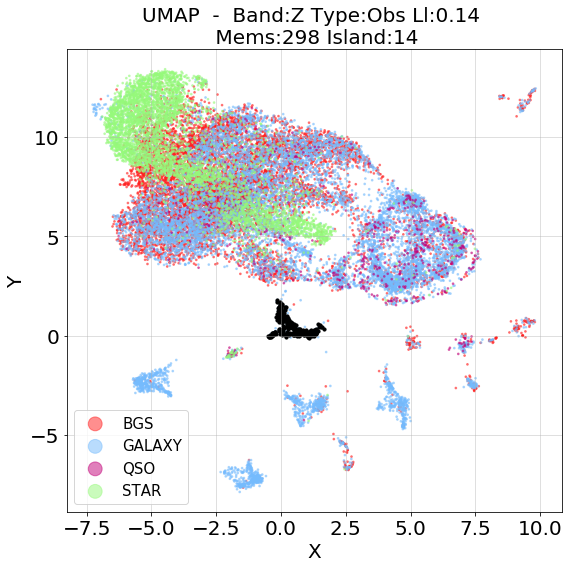 UMAP - Band:Z Type:Obs Ll:0.14
Mems:298 Island:14
Y
10
5
0
−5
BGS
GALAXY
QSO
STAR
−7.5 −5.0 −2.5 0.0 2.5 5.0 7.5 10.0
X